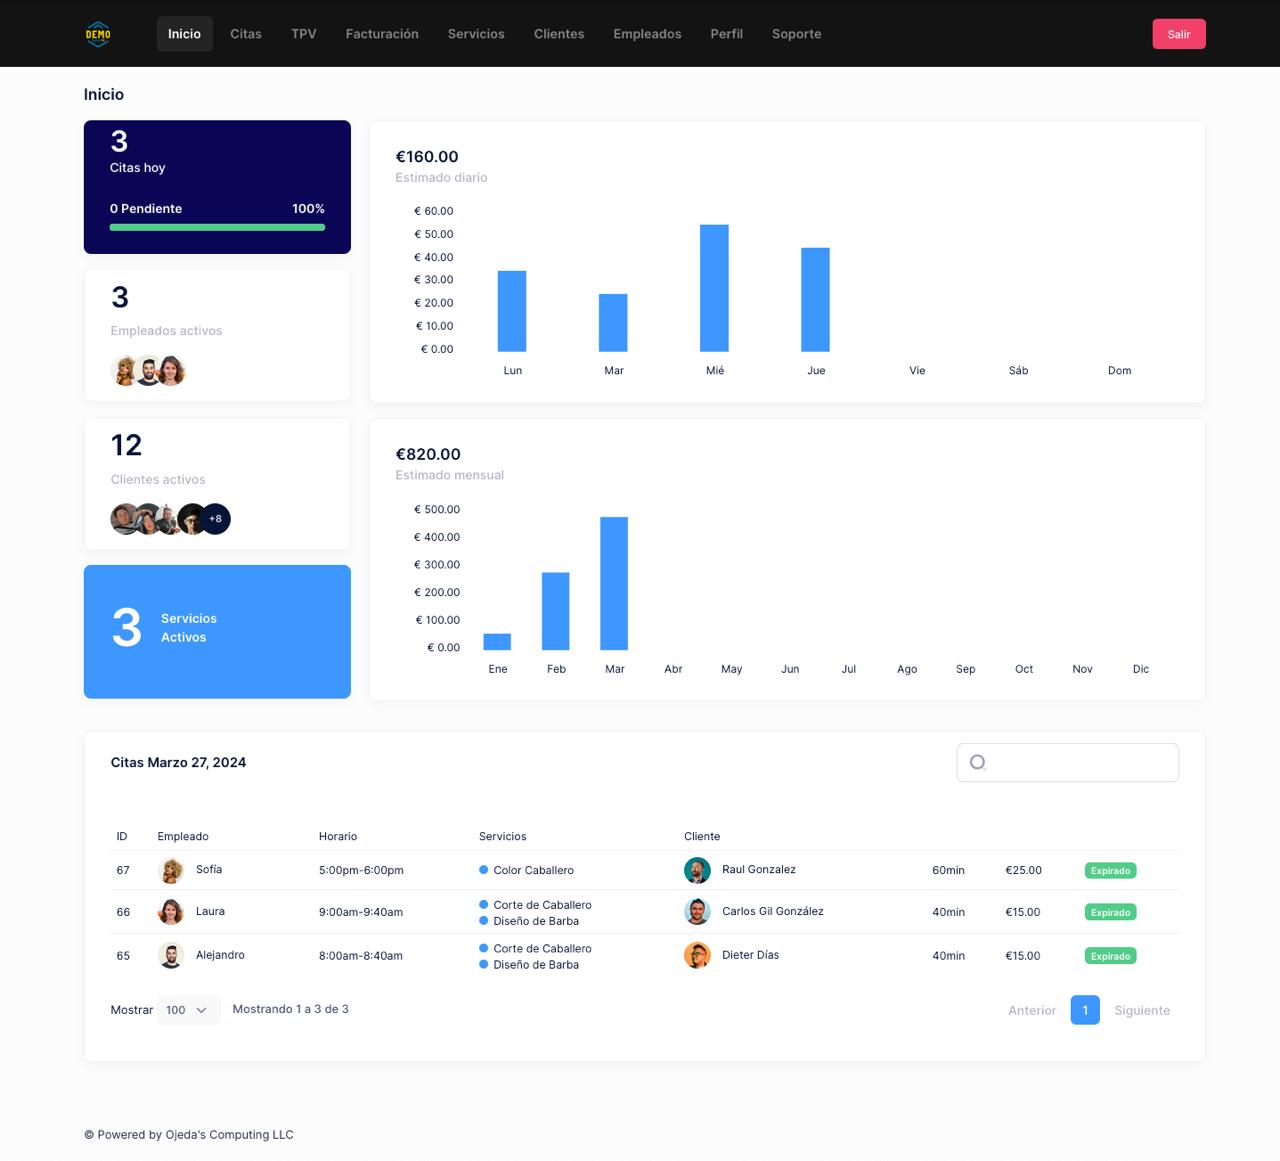 DEMO
Inicio
Citas
TPV
Facturación
Servicios
Clientes
Empleados
Perfil
Soporte
Salir
Inicio
3
Citas hoy
0 Pendiente
100%
3
Empleados activos
12
Clientes activos
+8
3
Servicios
Activos
€160.00
Estimado diario
€ 60.00
€ 50.00
€ 40.00
€ 30.00
€ 20.00
€ 10.00
€ 0.00
Lun
Mar
Mié
Jue
Vie
Sáb
Dom
€820.00
Estimado mensual
€ 500.00
€ 400.00
€ 300.00
€ 200.00
€ 100.00
€ 0.00
Ene
Feb
Mar
Abr
May
Jun
Jul
Ago
Sep
Oct
Nov
Dic
Citas Marzo 27, 2024
ID
Empleado
Horario
Servicios
Cliente
67
Sofía
5:00pm-6:00pm
Color Caballero
Raul Gonzalez
60min
€25.00
Expirado
66
Laura
9:00am-9:40am
Corte de Caballero
Diseño de Barba
Carlos Gil González
40min
€15.00
Expirado
65
Alejandro
8:00am-8:40am
Corte de Caballero
Diseño de Barba
Dieter Días
40min
€15.00
Expirado
Mostrar
100
Mostrando 1 a 3 de 3
Anterior
1
Siguiente
© Powered by Ojeda's Computing LLC